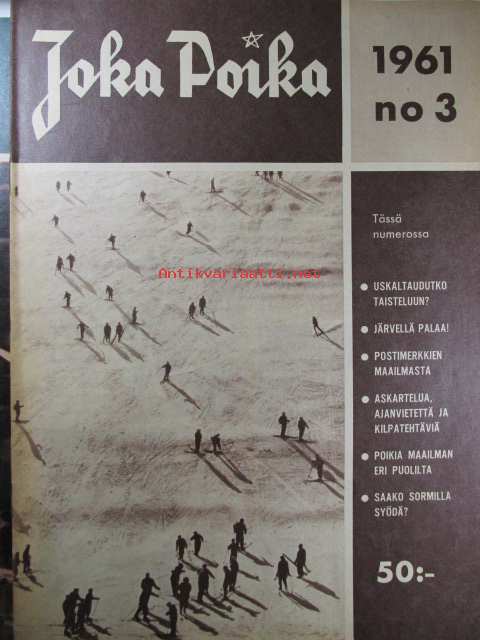 Joka Poika
1961
no 3
Tässä
numerossa
Antikvariaatti.net
● USKALTAUDUTKO
TAISTELUUN?
● JÄRVELLÄ PALAA!
● POSTIMERKKIEN
MAAILMASTA
● ASKARTELUA,
AJANVIETETTÄ JA
KILPATEHTÄVIÄ
● POIKIA MAAILMAN
ERI PUOLILTA
● SAAKO SORMILLA
SYÖDÄ?
50:-